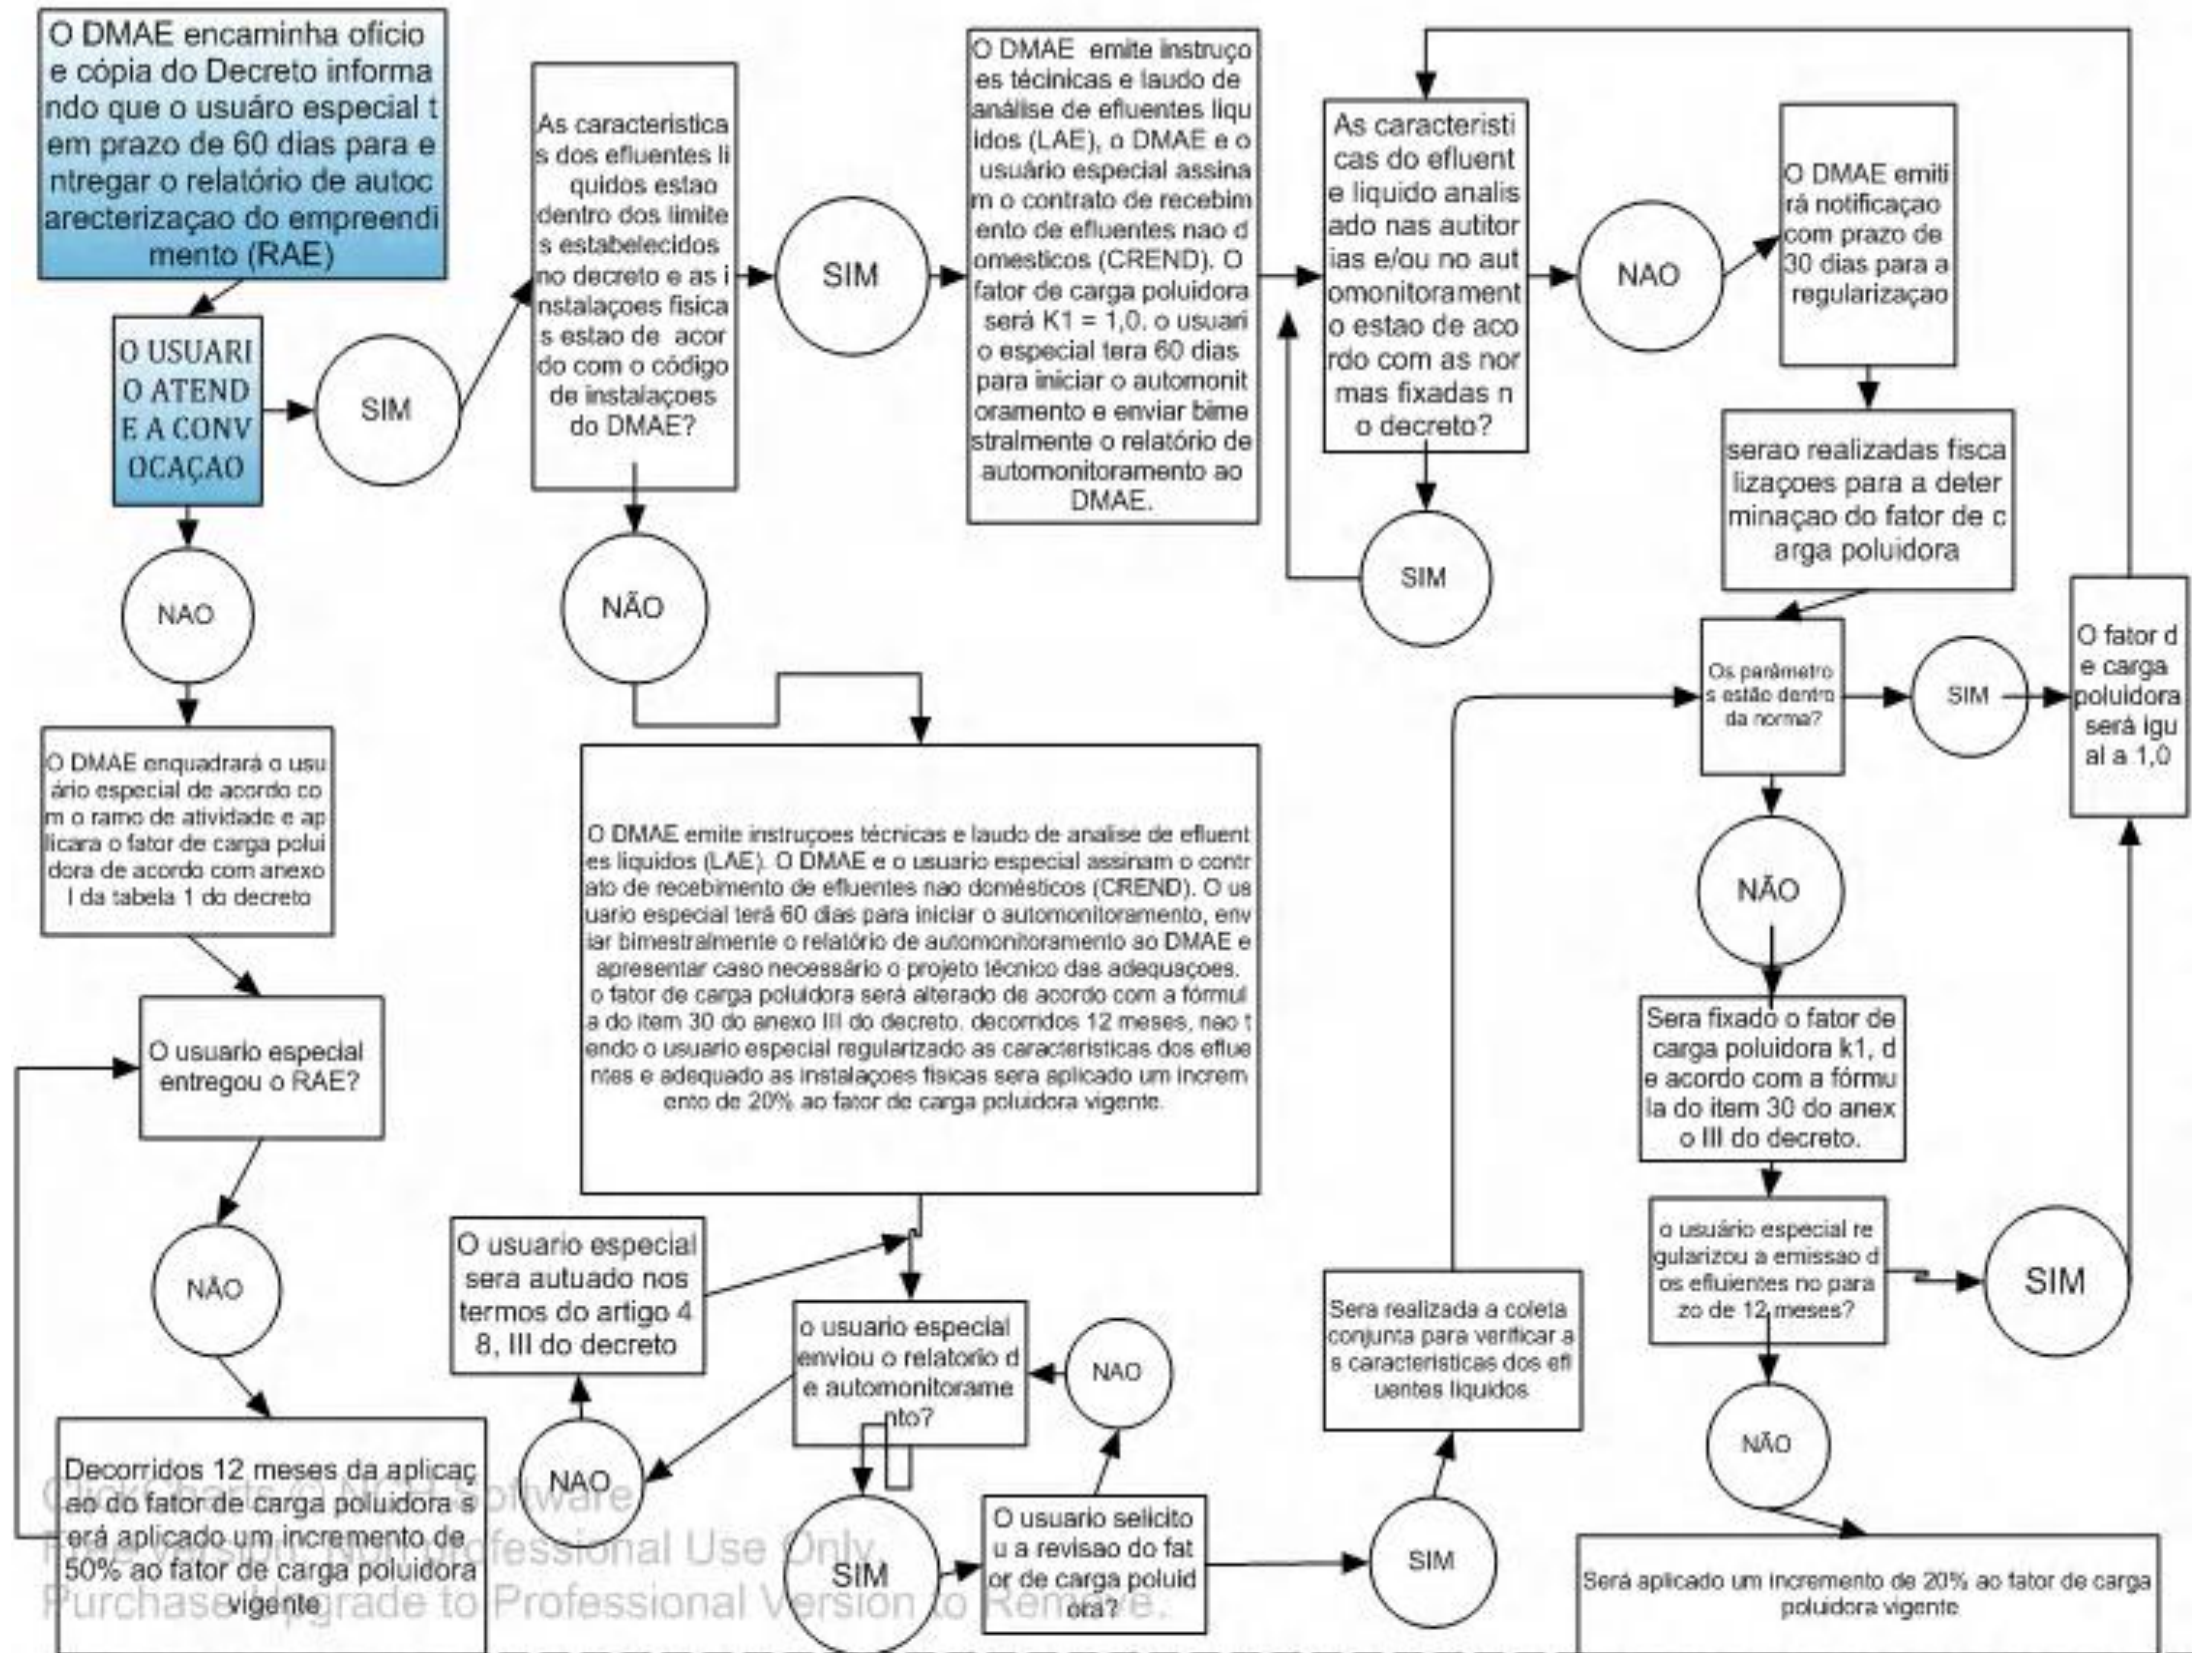 O DMAE encaminha ofício
e cópia do Decreto informa
ndo que o usuáro especial t
em prazo de 60 dias para e
ntregar o relatório de autoc
arecterizaçao do empreendi
mento (RAE)
O USUARI
O ATEND
E A CONV
OCAÇAO
SIM
NAO
O DMAE enquadrará o usu
ário especial de acordo co
m o ramo de atividade e ap
licara o fator de carga polui
dora de acordo com anexo
I da tabela 1 do decreto
O usuario especial
entregou o RAE?
NÃO
Decorridos 12 meses da aplicaç
ao do fator de carga poluidora s
erá aplicado um incremento de
50% ao fator de carga poluidora
vigente
As caracteristica
s dos efluentes li
quidos estao
dentro dos limite
s estabelecidos
no decreto e as i
nstalaçoes fisica
s estao de acor
do com o código
de instalaçoes
do DMAE?
SIM
NÃO
O DMAE emite instruço
es técinicas e laudo de
análise de efluentes liqu
idos (LAE), o DMAE e o
usuário especial assina
m o contrato de recebim
ento de efluentes nao d
omesticos (CREND). O
fator de carga poluidora
será K1 = 1,0. o usuari
o especial tera 60 dias
para iniciar o automonit
oramento e enviar bime
stralmente o relatório de
automonitoramento ao
DMAE.
O DMAE emite instruçoes técnicas e laudo de analise de efluent
es liquidos (LAE). O DMAE e o usuario especial assinam o contr
ato de recebimento de efluentes nao domésticos (CREND). O us
uario especial terá 60 dias para iniciar o automonitoramento, env
iar bimestralmente o relatório de automonitoramento ao DMAE e
apresentar caso necessário o projeto técnico das adequaçoes.
o fator de carga poluidora será alterado de acordo com a fórmul
a do item 30 do anexo III do decreto. decorridos 12 meses, nao t
endo o usuario especial regularizado as caracteristicas dos eflue
ntes e adequado as instalaçoes fisicas sera aplicado um increm
ento de 20% ao fator de carga poluidora vigente.
O usuario especial
sera autuado nos
termos do artigo 4
8, III do decreto
NAO
o usuario especial
enviou o relatorio d
e automonitorame
nto?
NAO
SIM
O usuario selicito
u a revisao do fat
or de carga poluid
ora?
SIM
Sera realizada a coleta
conjunta para verificar a
s caracteristicas dos efl
uentes liquidos
As caracteristi
cas do efluent
e liquido analis
ado nas autitor
ias e/ou no aut
omonitorament
o estao de aco
rdo com as nor
mas fixadas n
o decreto?
SIM
NAO
O DMAE emiti
rá notificaçao
com prazo de
30 dias para a
regularizaçao
serao realizadas fisca
lizaçoes para a deter
minaçao do fator de c
arga poluidora
Os parâmetro
s estão dentro
da norma?
SIM
O fator d
e carga
poluidora
será igu
al a 1,0
NÃO
Sera fixado o fator de
carga poluidora k1, d
e acordo com a fórmu
la do item 30 do anex
o III do decreto.
o usuário especial re
gularizou a emissao d
os efluientes no para
zo de 12 meses?
SIM
NÃO
Será aplicado um incremento de 20% ao fator de carga
poluidora vigente
ClickCharts © NCH Software
Free version. Non-Professional Use Only.
Purchase Upgrade to Professional Version to Remove.